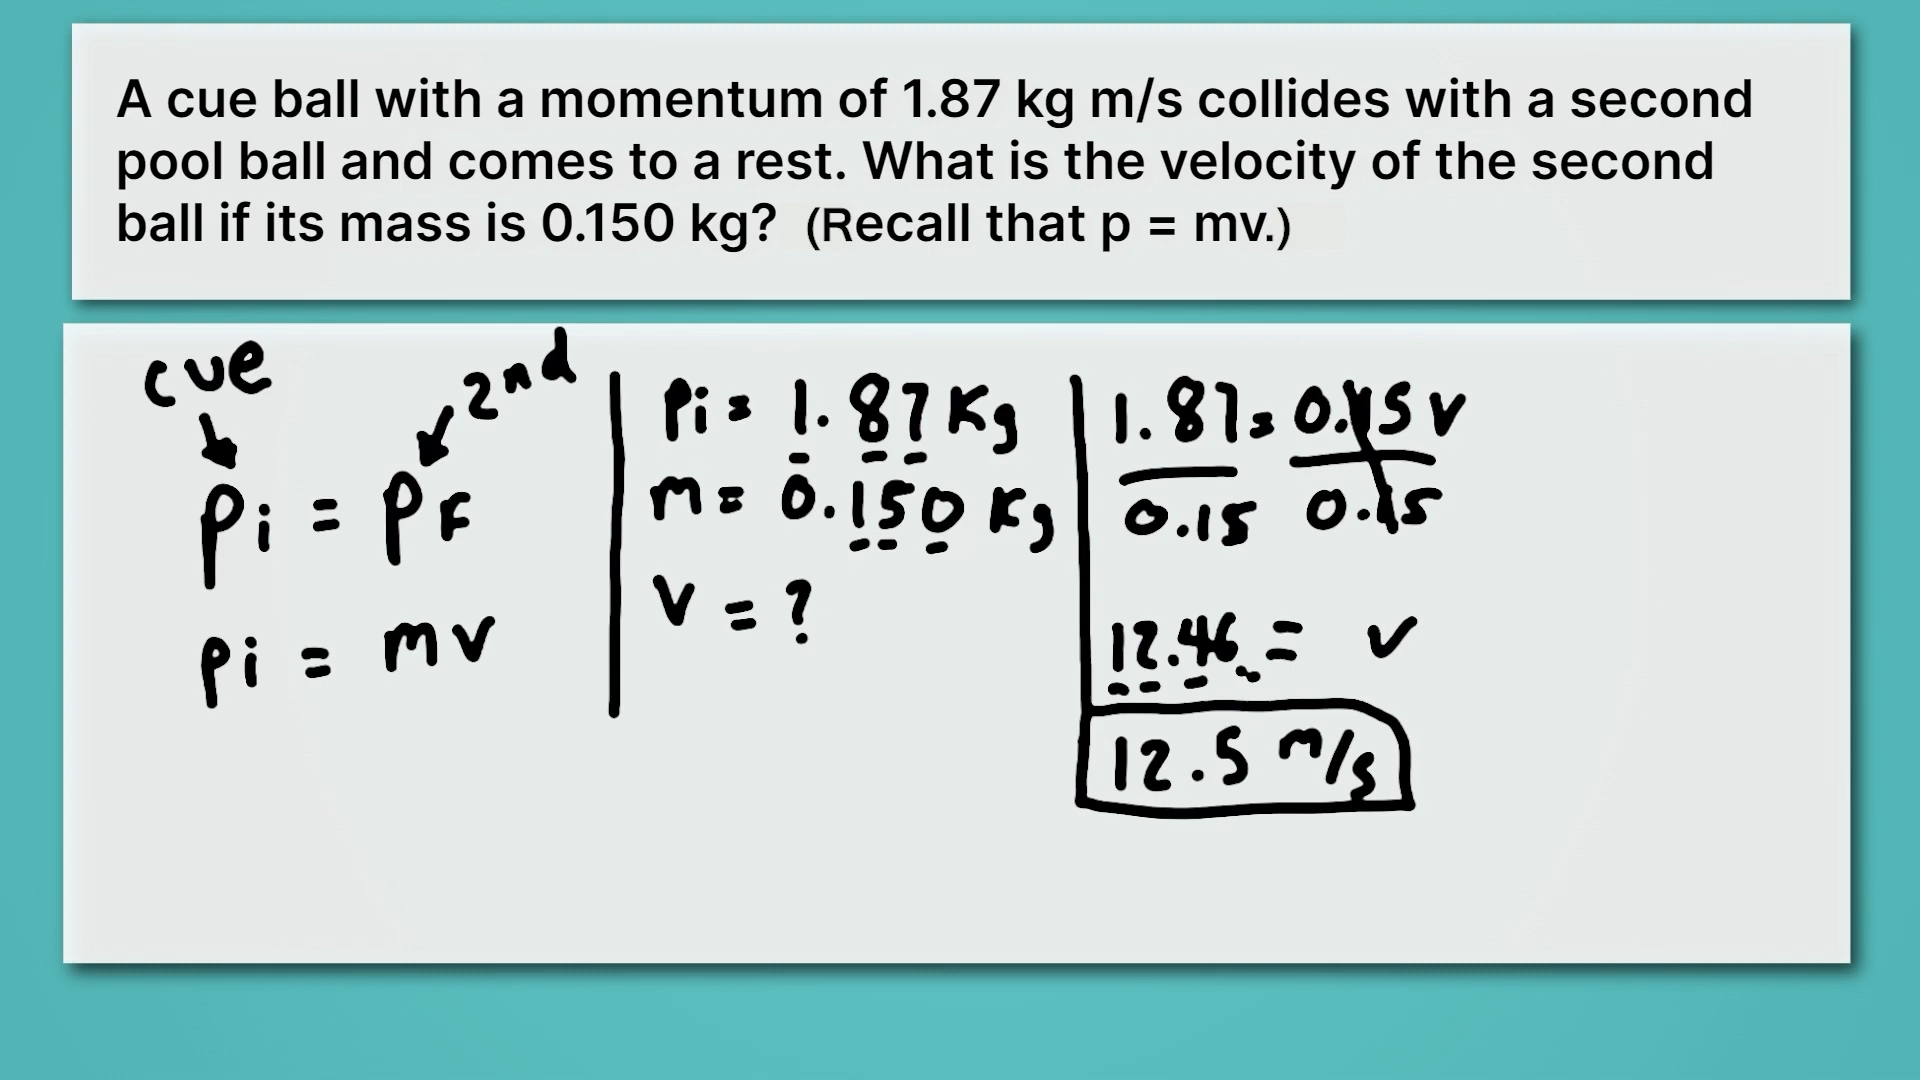 A cue ball with a momentum of 1.87 kg m/s collides with a second
pool ball and comes to a rest. What is the velocity of the second
ball if its mass is 0.150 kg? (Recall that p = mv.)
cue
2nd
Pi = PF
Pi = mv
Pi = 1.87 Kg
m = 0.150 Kg
V = ?
1.87 = 0.15 V
0.15 0.15
12.46 = V
12.5 m/s